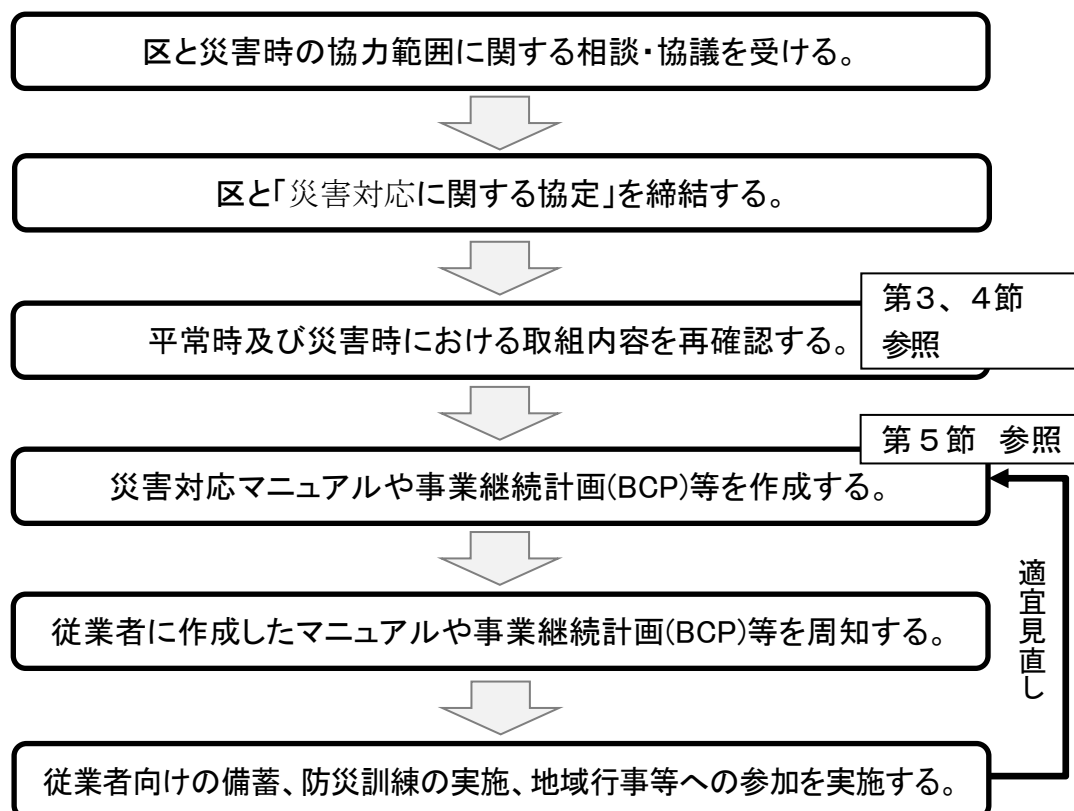 区と災害時の協力範囲に関する相談・協議を受ける。
区と「災害対応に関する協定」を締結する。
第3、4節
参照
平常時及び災害時における取組内容を再確認する。
第5節 参照
災害対応マニュアルや事業継続計画(BCP)等を作成する。
従業者に作成したマニュアルや事業継続計画(BCP)等を周知する。
適宜見直し
従業者向けの備蓄、防災訓練の実施、地域行事等への参加を実施する。